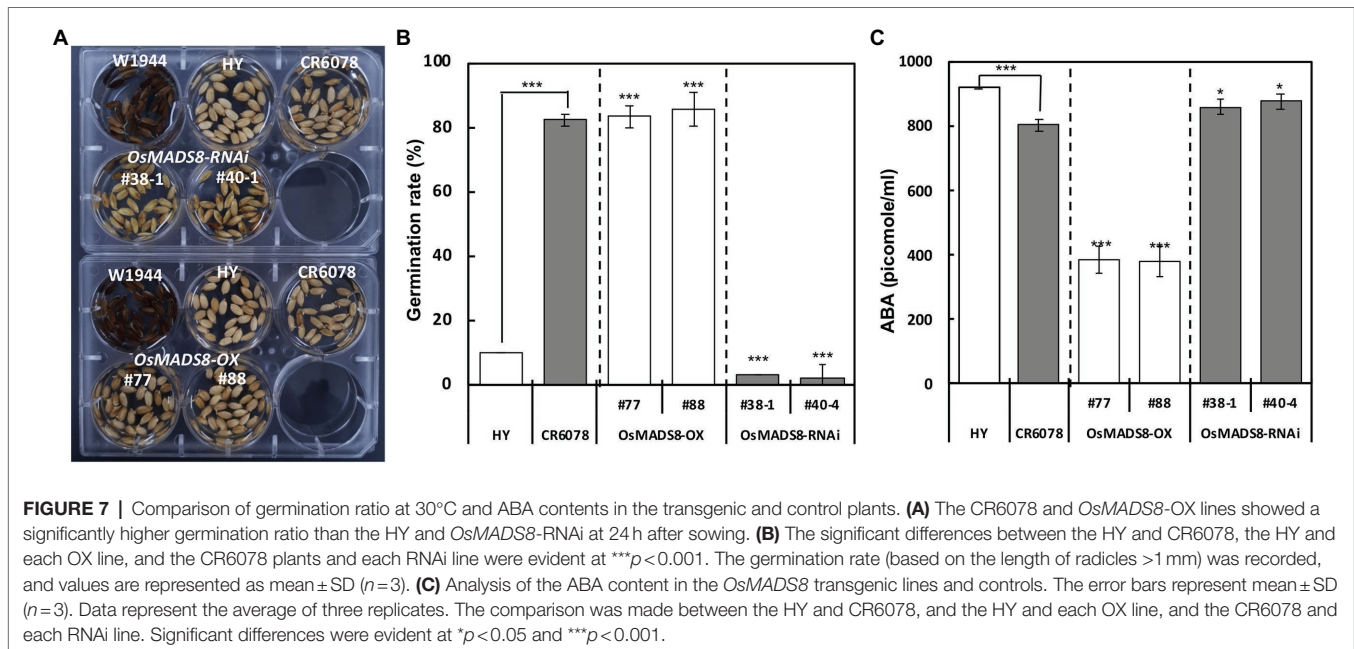 A
W1944 HY CR6078
OsMADS8-RNAi
#38-1 #40-1
W1944 HY CR6078
OsMADS8-OX
#77 #88
B
Germination rate (%)
100
80
60
40
20
0
***
*** ***
*** ***
#77 #88 #38-1 #40-4
HY CR6078 OsMADS8-OX OsMADS8-RNAi
C
ABA (picomole/ml)
1000
800
600
400
200
0
***
*** ***
* *
#77 #88 #38-1 #40-4
HY CR6078 OsMADS8-OX OsMADS8-RNAi
FIGURE 7 | Comparison of germination ratio at 30°C and ABA contents in the transgenic and control plants. (A) The CR6078 and OsMADS8-OX lines showed a
significantly higher germination ratio than the HY and OsMADS8-RNAi at 24 h after sowing. (B) The significant differences between the HY and CR6078, the HY and
each OX line, and the CR6078 plants and each RNAi line were evident at ***p < 0.001. The germination rate (based on the length of radicles >1 mm) was recorded,
and values are represented as mean ± SD (n = 3). (C) Analysis of the ABA content in the OsMADS8 transgenic lines and controls. The error bars represent mean ± SD
(n = 3). Data represent the average of three replicates. The comparison was made between the HY and CR6078, and the HY and each OX line, and the CR6078 and
each RNAi line. Significant differences were evident at *p < 0.05 and ***p < 0.001.